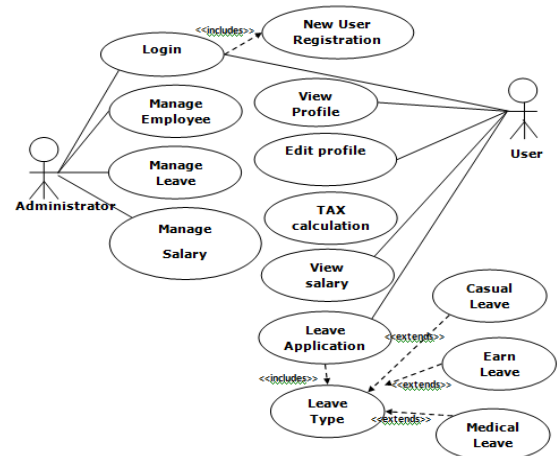 <<includes>>
New User
Registration
Login
View
Profile
Manage
Employee
User
Edit profile
Manage
Leave
Administrator
TAX
calculation
Manage
Salary
View
salary
Casual
Leave
Leave
Application
<<extends>>
Earn
Leave
<<includes>>
<<extends>>
Leave
Type
<<extends>>
Medical
Leave